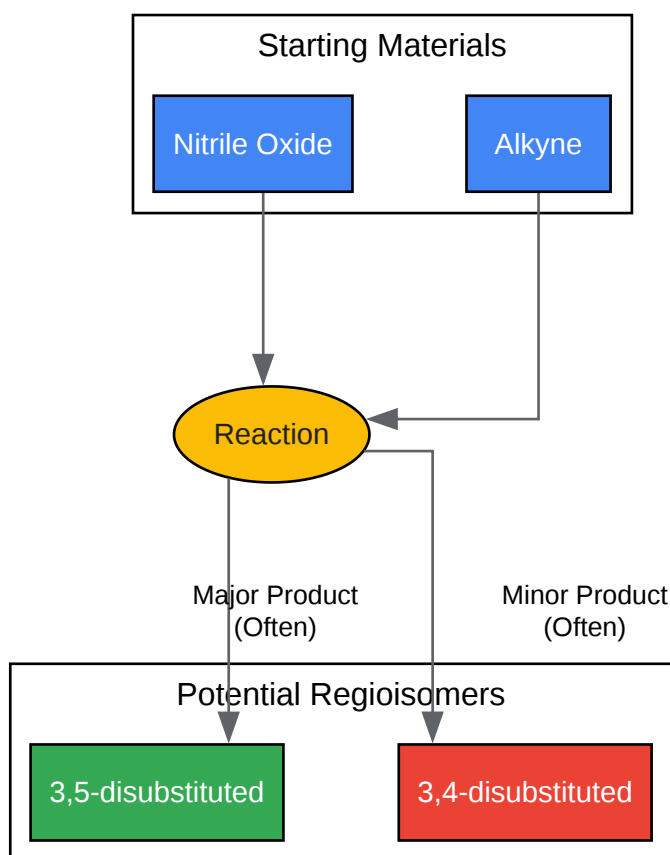 Starting Materials
Nitrile Oxide
Alkyne
Reaction
Major Product
(Often)
Minor Product
(Often)
Potential Regioisomers
3,5-disubstituted
3,4-disubstituted